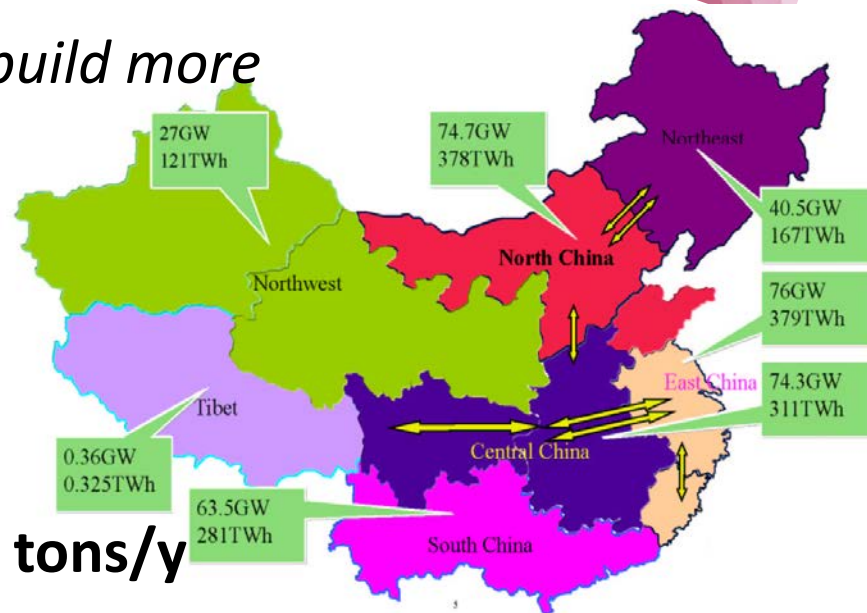 build more
27GW
121TWh
74.7GW
378TWh
Northeast
40.5GW
167TWh
North China
Northwest
76GW
379TWh
East China
74.3GW
311TWh
Tibet
Central China
0.36GW
0.325TWh
63.5GW
281TWh
South China
tons/y
5